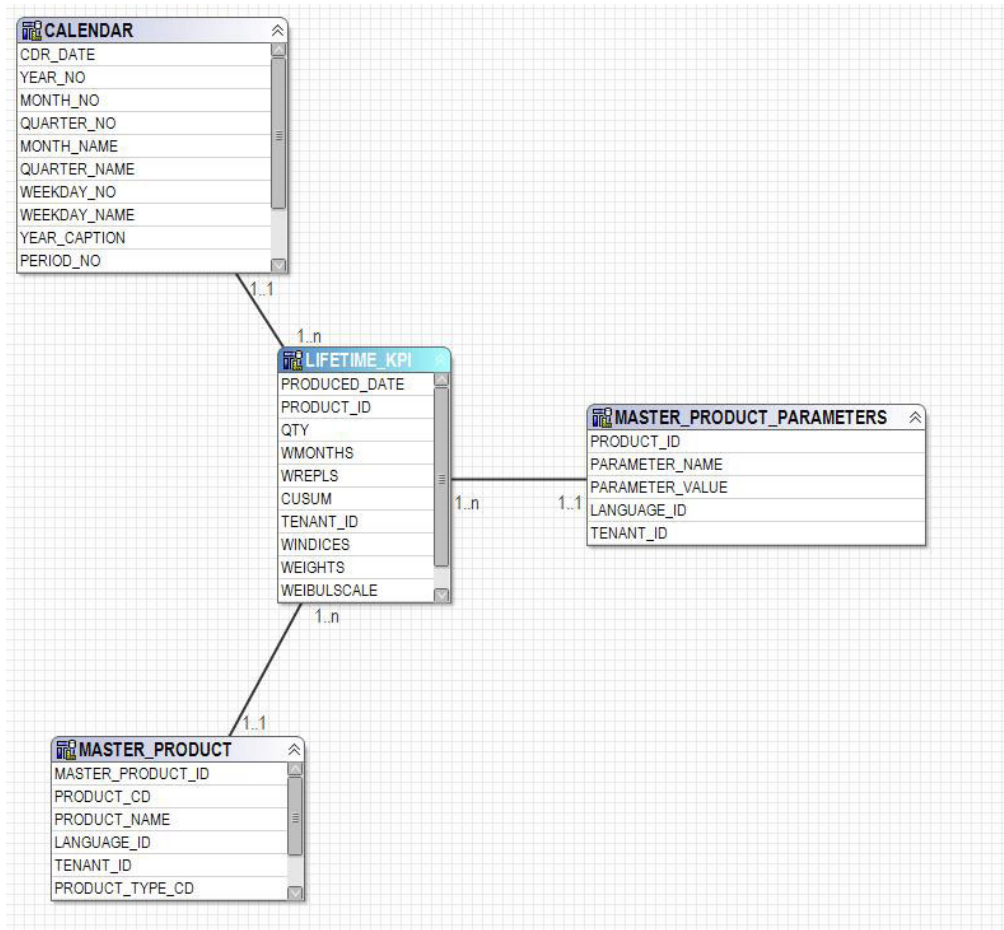 CALENDAR
CDR_DATE
YEAR_NO
MONTH_NO
QUARTER_NO
MONTH_NAME
QUARTER_NAME
WEEKDAY_NO
WEEKDAY_NAME
YEAR_CAPTION
PERIOD_NO
1..1
1..n
LIFETIME_KPI
PRODUCED_DATE
PRODUCT_ID
QTY
WMONTHS
WREPLS
CUSUM
TENANT_ID
WINDICES
WEIGHTS
WEIBULSCALE
1..n
1..1
MASTER_PRODUCT_PARAMETERS
PRODUCT_ID
PARAMETER_NAME
PARAMETER_VALUE
LANGUAGE_ID
TENANT_ID
1..n
1..1
MASTER_PRODUCT
MASTER_PRODUCT_ID
PRODUCT_CD
PRODUCT_NAME
LANGUAGE_ID
TENANT_ID
PRODUCT_TYPE_CD